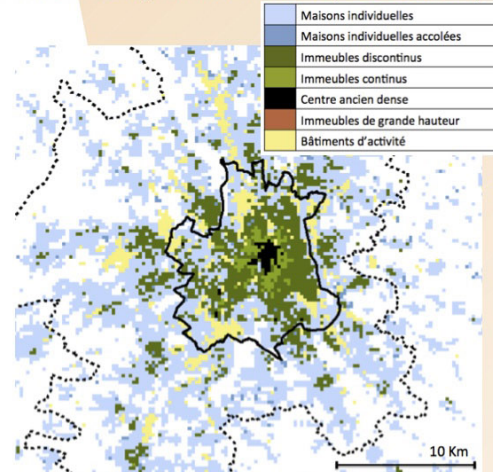 Maisons individuelles
Maisons individuelles accolées
Immeubles discontinus
Immeubles continus
Centre ancien dense
Immeubles de grande hauteur
Bâtiments d’activité
10 Km